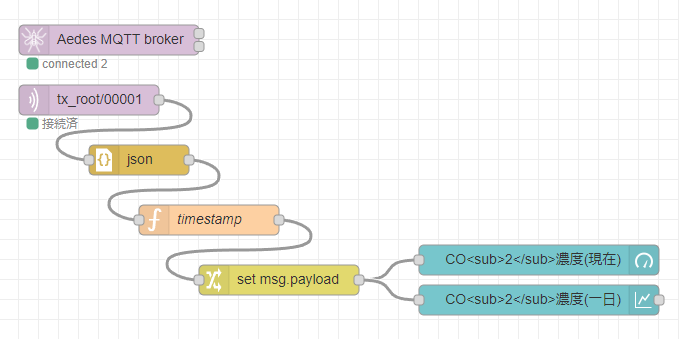 Aedes MQTT broker
connected 2
tx_root/00001
接続済
json
timestamp
set msg.payload
CO<sub>2</sub>濃度(現在)
CO<sub>2</sub>濃度(一日)